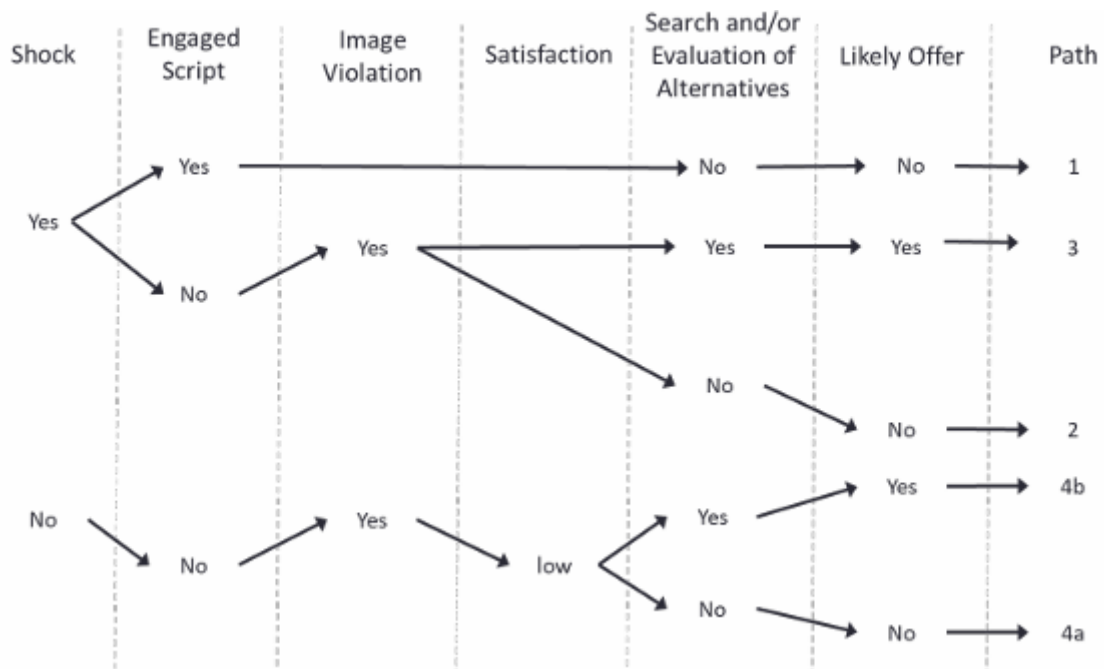 Shock
Engaged
Script
Image
Violation
Satisfaction
Search and/or
Evaluation of
Alternatives
Likely Offer
Path
Yes
Yes
No
No
1
Yes
Yes
Yes
3
No
No
No
2
Yes
4b
No
Yes
Yes
No
low
No
No
4a